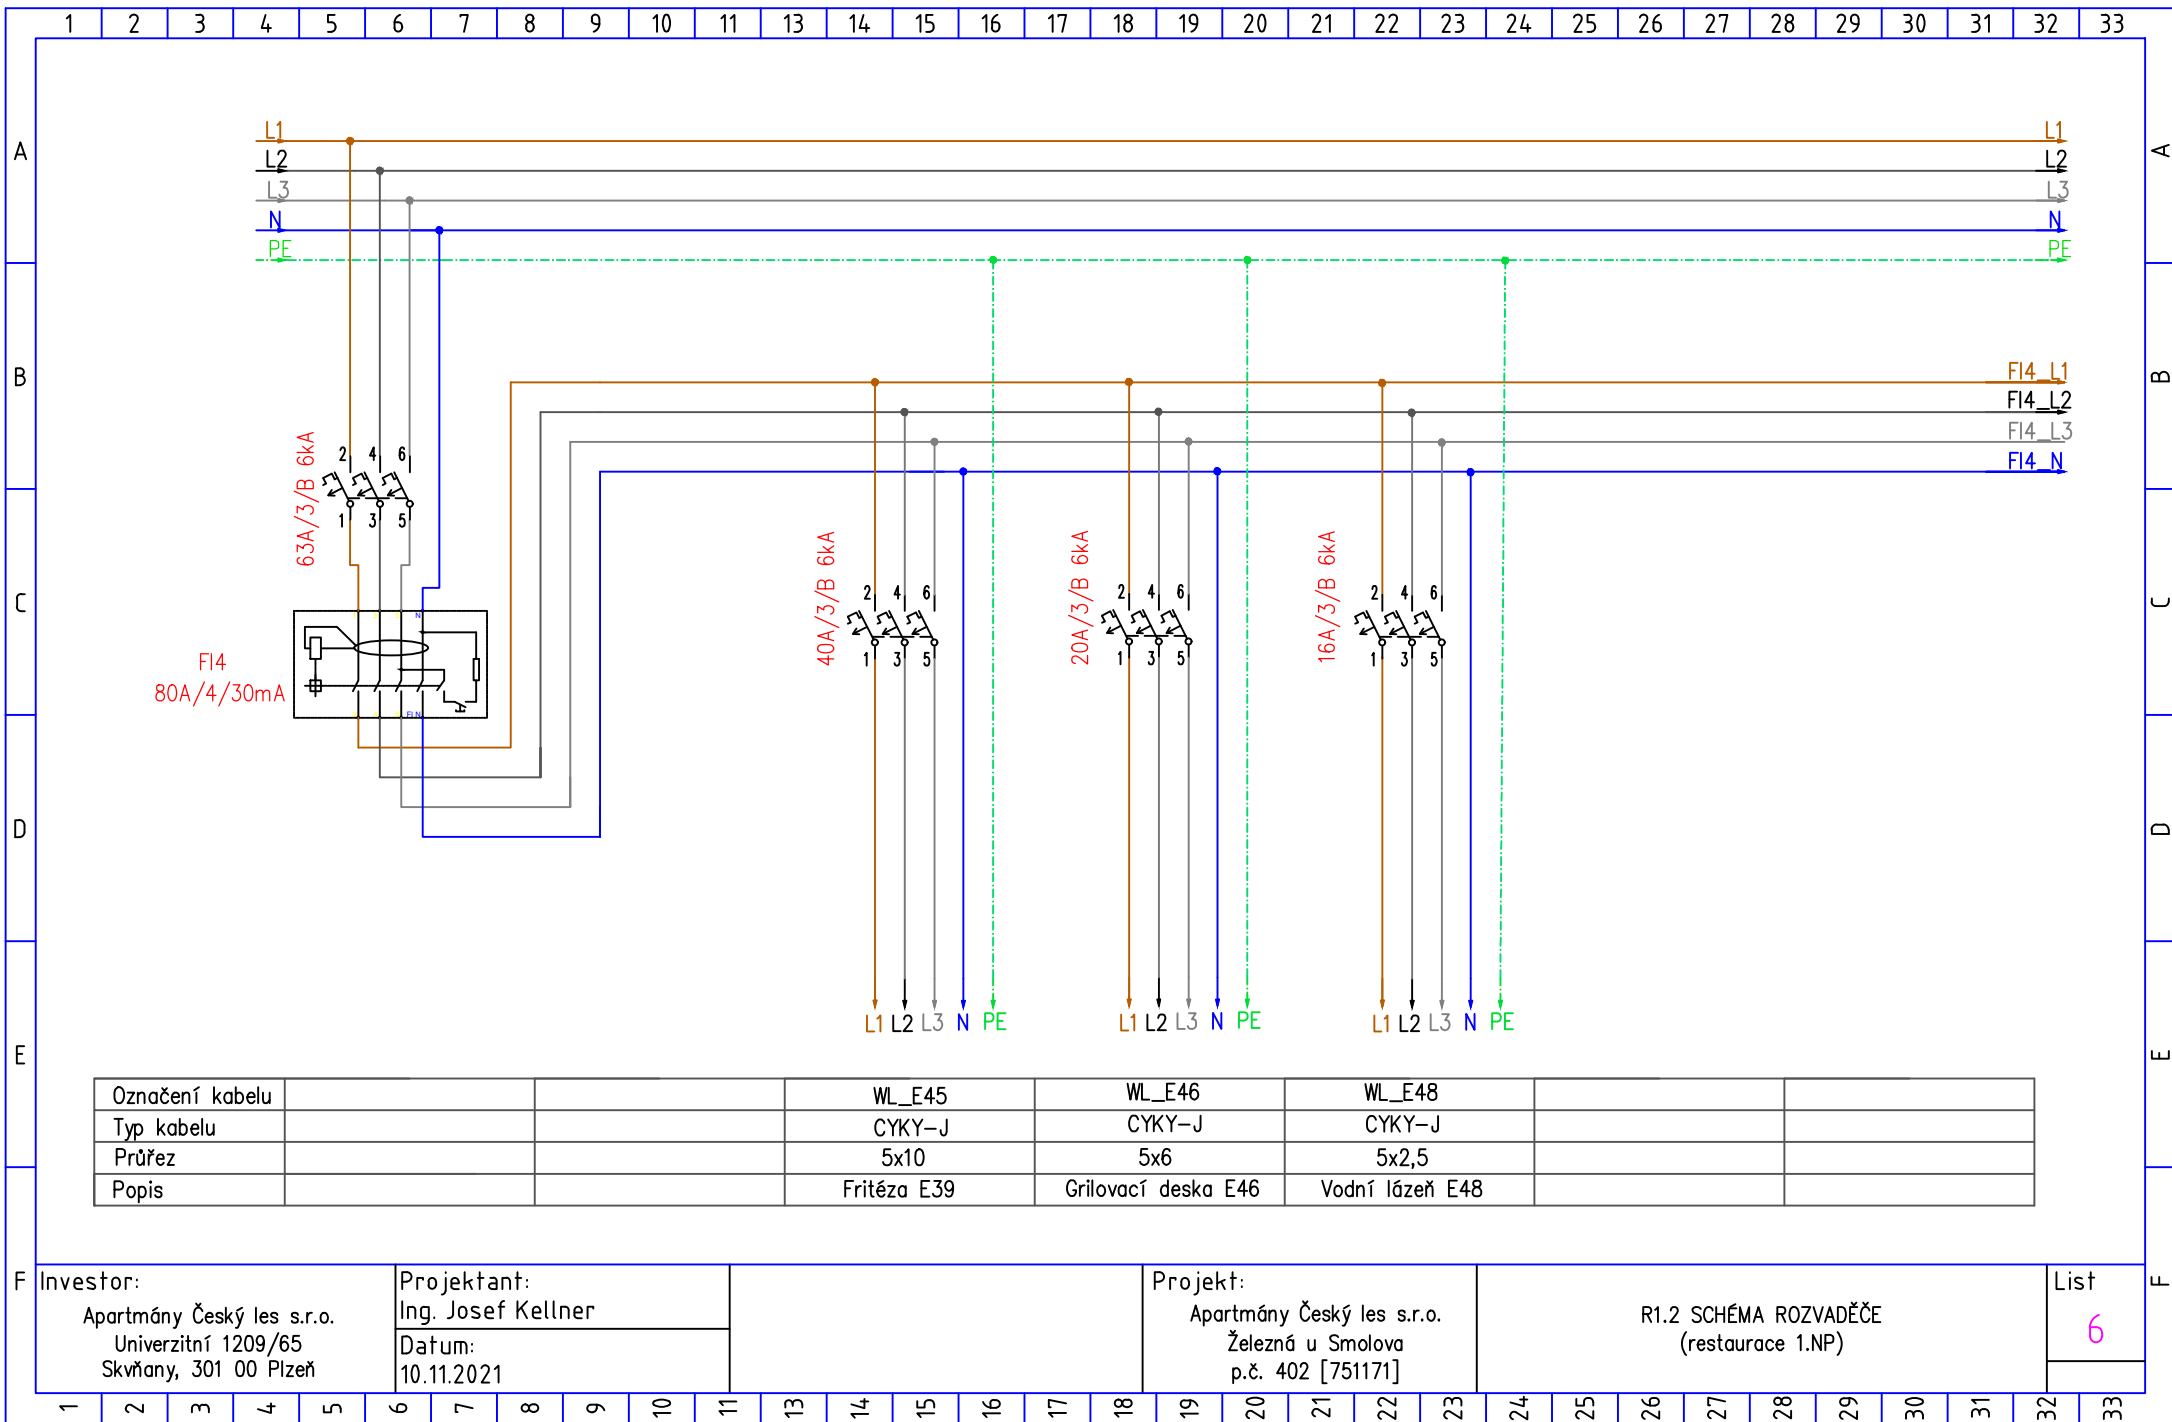 1 2 3 4 5 6 7 8 9 10 11 13 14 15 16 17 18 19 20 21 22 23 24 25 26 27 28 29 30 31 32 33
A A
L1 L1
L2 L2
L3 L3
N N
PE PE
B B
FI4_L1
FI4_L2
FI4_L3
FI4_N
63A/3/B 6kA
2 4 6
1 3 5
C C
40A/3/B 6kA
2 4 6
1 3 5
20A/3/B 6kA
2 4 6
1 3 5
16A/3/B 6kA
2 4 6
1 3 5
N
FI4
80A/4/30mA
FI_N
D D
L1 L2 L3 N PE
L1 L2 L3 N PE
L1 L2 L3 N PE
E E
Označení kabelu WL_E45 WL_E46 WL_E48
Typ kabelu CYKY-J CYKY-J CYKY-J
Průřez 5x10 5x6 5x2,5
Popis Fritéza E39 Grilovací deska E46 Vodní lázeň E48
F F
Investor:
Apartmány Český les s.r.o.
Univerzitní 1209/65
Skvňany, 301 00 Plzeň
Projektant:
Ing. Josef Kellner
Datum:
10.11.2021
Projekt:
Apartmány Český les s.r.o.
Železná u Smolova
p.č. 402 [751171]
R1.2 SCHÉMA ROZVADĚČE
(restaurace 1.NP)
List
6
1 2 3 4 5 6 7 8 9 10 11 13 14 15 16 17 18 19 20 21 22 23 24 25 26 27 28 29 30 31 32 33